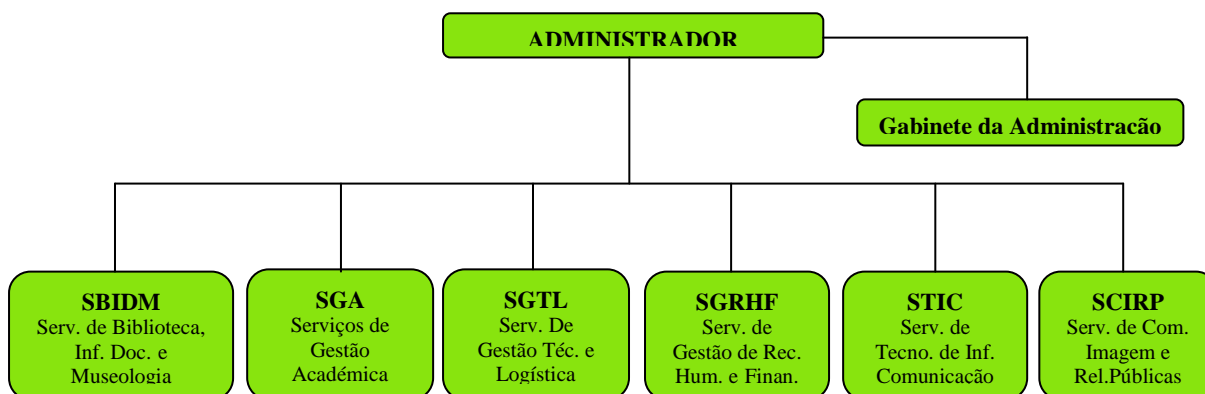 ADMINISTRADOR
Gabinete da Administracão
SBIDM
Serv. de Biblioteca,
Inf. Doc. e
Museologia
SGA
Serviços de
Gestão
Académica
SGTL
Serv. De
Gestão Téc. e
Logística
SGRHF
Serv. de
Gestão de Rec.
Hum. e Finan.
STIC
Serv. de
Tecno. de Inf.
Comunicação
SCIRP
Serv. de Com.
Imagem e
Rel.Públicas